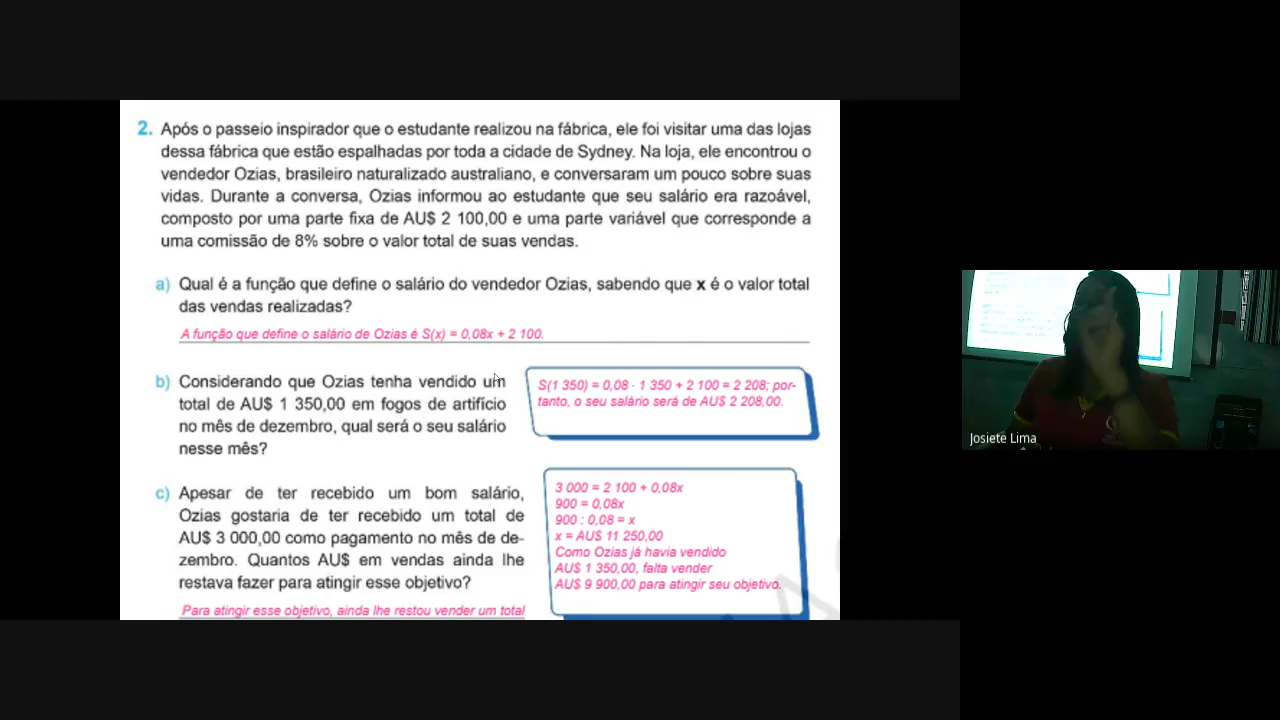 2. Após o passeio inspirador que o estudante realizou na fábrica, ele foi visitar uma das lojas
dessa fábrica que estão espalhadas por toda a cidade de Sydney. Na loja, ele encontrou o
vendedor Ozias, brasileiro naturalizado australiano, e conversaram um pouco sobre suas
vidas. Durante a conversa, Ozias informou ao estudante que seu salário era razoável,
composto por uma parte fixa de AU$ 2 100,00 e uma parte variável que corresponde a
uma comissão de 8% sobre o valor total de suas vendas.
a) Qual é a função que define o salário do vendedor Ozias, sabendo que x é o valor total
das vendas realizadas?
A função que define o salário de Ozias é S(x) = 0,08x + 2 100.
b) Considerando que Ozias tenha vendido um
total de AU$ 1 350,00 em fogos de artifício
no mês de dezembro, qual será o seu salário
nesse mês?
S(1 350) = 0,08 · 1 350 + 2 100 = 2 208; por-
tanto, o seu salário será de AU$ 2 208,00.
c) Apesar de ter recebido um bom salário,
Ozias gostaria de ter recebido um total de
AU$ 3 000,00 como pagamento no mês de de-
zembro. Quantos AU$ em vendas ainda lhe
restava fazer para atingir esse objetivo?
Para atingir esse objetivo, ainda lhe restou vender um total
3 000 = 2 100 + 0,08x
900 = 0,08x
900 : 0,08 = x
x = AU$ 11 250,00
Como Ozias já havia vendido
AU$ 1 350,00, falta vender
AU$ 9 900,00 para atingir seu objetivo.
Josiete Lima